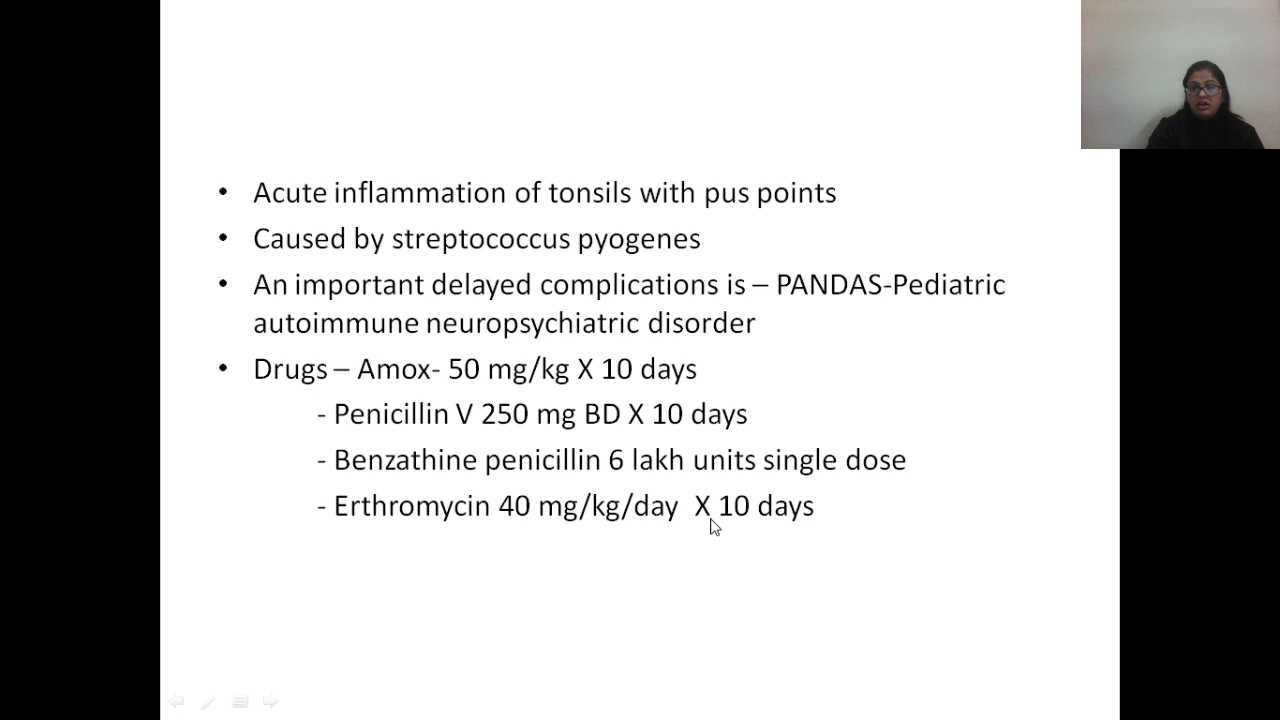 • Acute inflammation of tonsils with pus points
• Caused by streptococcus pyogenes
• An important delayed complications is – PANDAS-Pediatric
autoimmune neuropsychiatric disorder
• Drugs – Amox- 50 mg/kg X 10 days
- Penicillin V 250 mg BD X 10 days
- Benzathine penicillin 6 lakh units single dose
- Erthromycin 40 mg/kg/day X 10 days